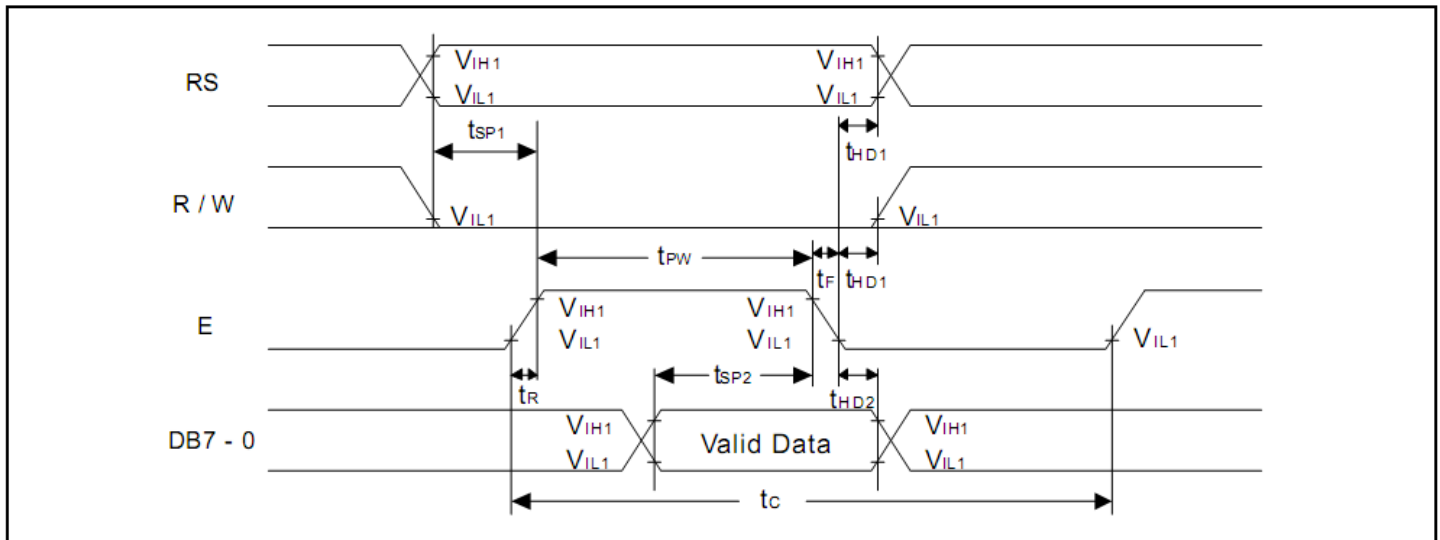 RS
VIH1 VIH1
VIL1 VIL1
tSP1 tHD1
R / W
VIL1 VIL1
tPW tF tHD1
E
VIH1 VIH1
VIL1 VIL1 VIL1
tR tSP2 tHD2
DB7 - 0
VIH1 Valid Data VIH1
VIL1 VIL1
tC